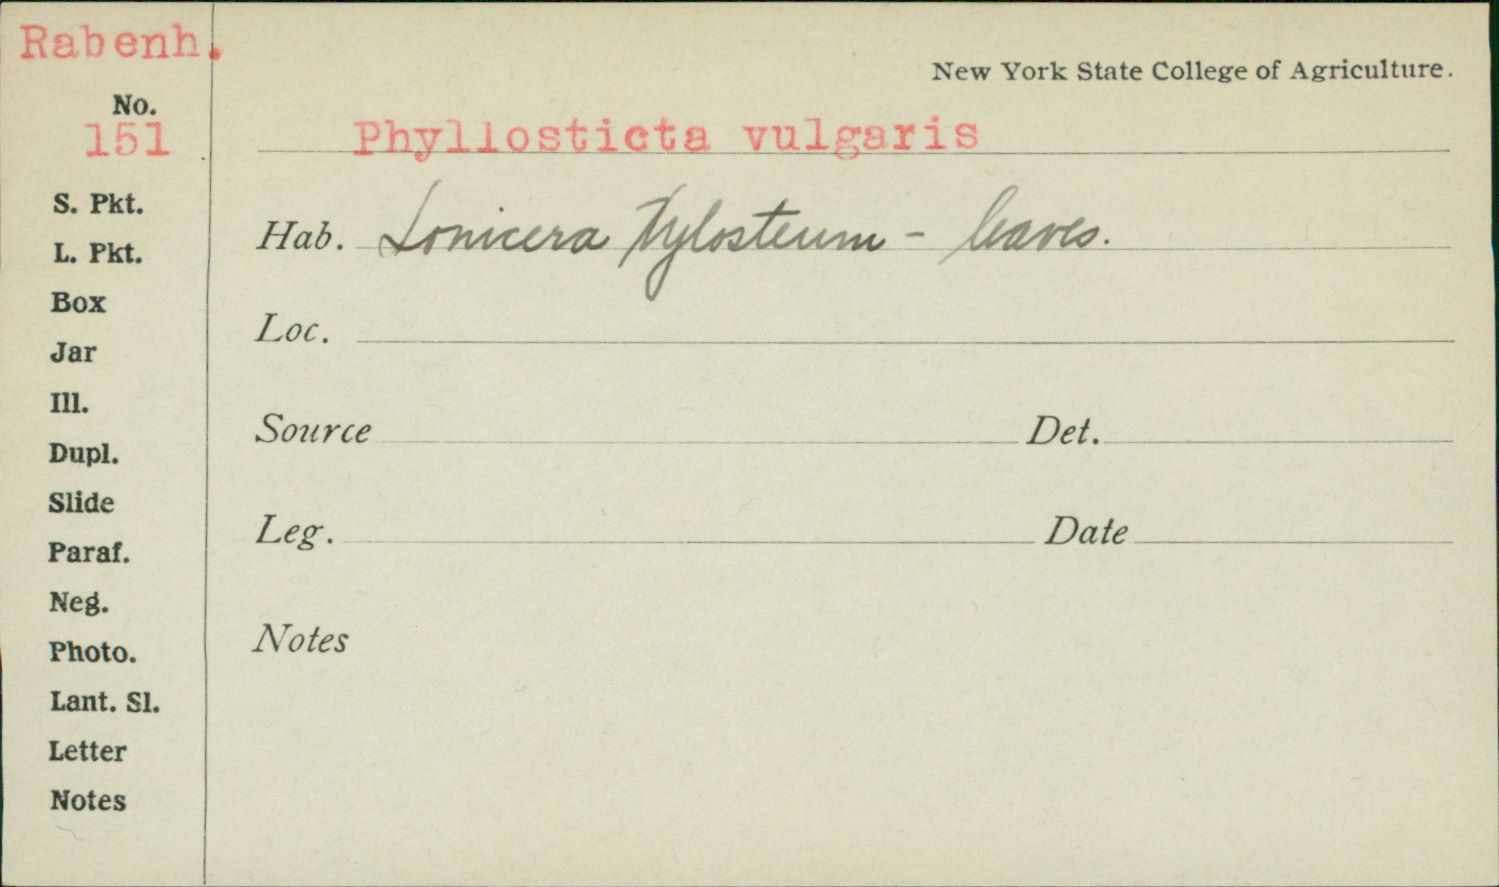 Rabenh.
New York State College of Agriculture.
No.
151
Phyllosticta vulgaris
S. Pkt.
Hab. Lonicera Xylosteum - leaves.
L. Pkt.
Box
Loc.
Jar
Ill.
Source Det.
Dupl.
Slide
Leg. Date
Paraf.
Neg.
Notes
Photo.
Lant. Sl.
Letter
Notes